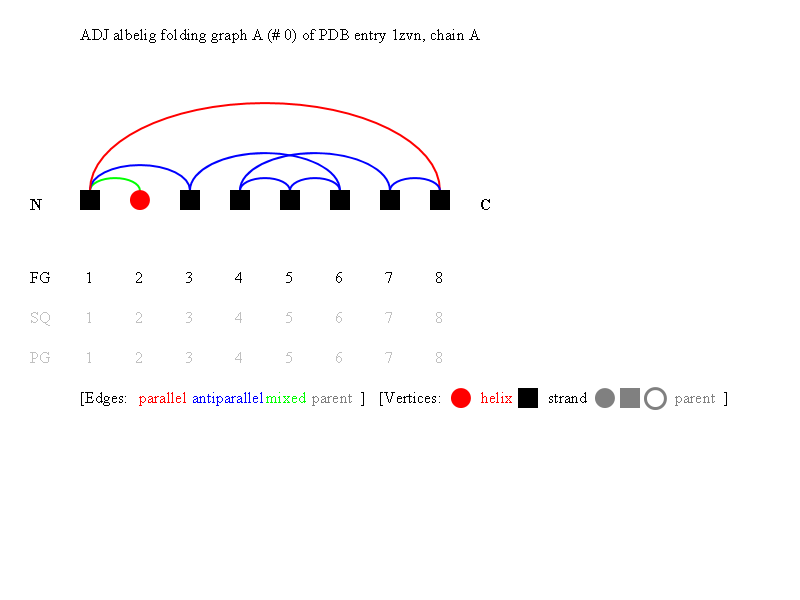 ADJ albelig folding graph A (# 0) of PDB entry 1zvn, chain A
N C
FG 1 2 3 4 5 6 7 8
SQ 1 2 3 4 5 6 7 8
PG 1 2 3 4 5 6 7 8
[Edges: parallel antiparallel mixed parent ] [Vertices: helix strand parent ]